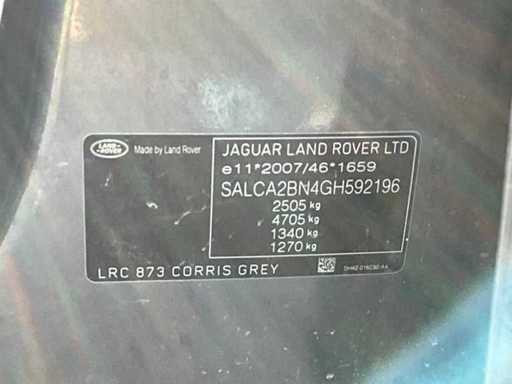 LAND ROVER
Made by Land Rover
JAGUAR LAND ROVER LTD
e11*2007/46*1659
SALCA2BN4GH592196
2505 kg
4705 kg
1340 kg
1270 kg
LRC 873 CORRIS GREY